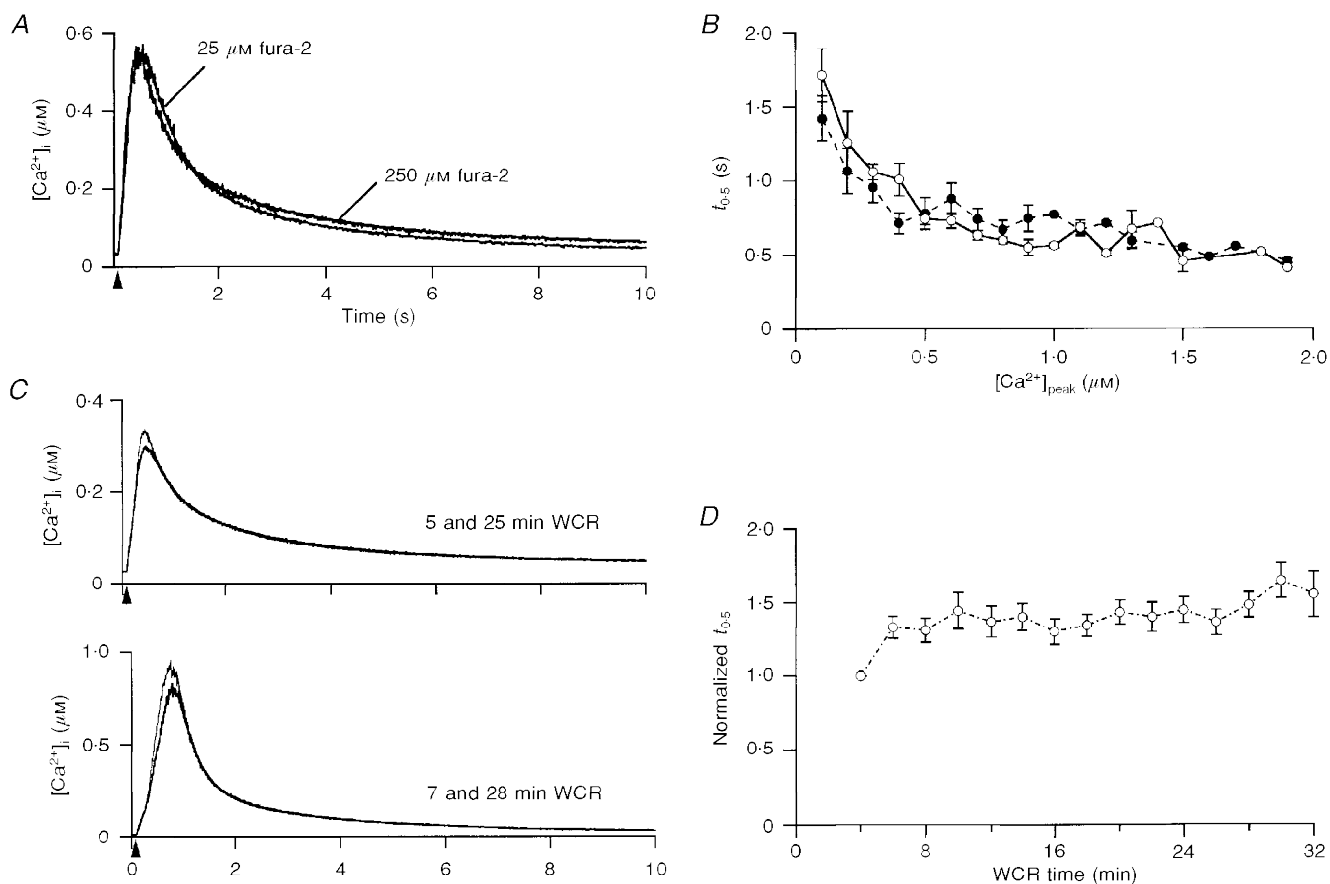 A
0·6
0·4
0·2
0
[Ca²⁺]ᵢ (μM)
25 μM fura-2
250 μM fura-2
2
4
6
8
10
Time (s)
B
2·0
1·5
1·0
0·5
0
t₀.₅ (s)
0
0·5
1·0
1·5
2·0
[Ca²⁺]peak (μM)
C
0·4
0·2
0
[Ca²⁺]ᵢ (μM)
5 and 25 min WCR
1·0
0·5
0
[Ca²⁺]ᵢ (μM)
7 and 28 min WCR
0
2
4
6
8
10
D
2·0
1·5
1·0
0·5
0
Normalized t₀.₅
0
8
16
24
32
WCR time (min)